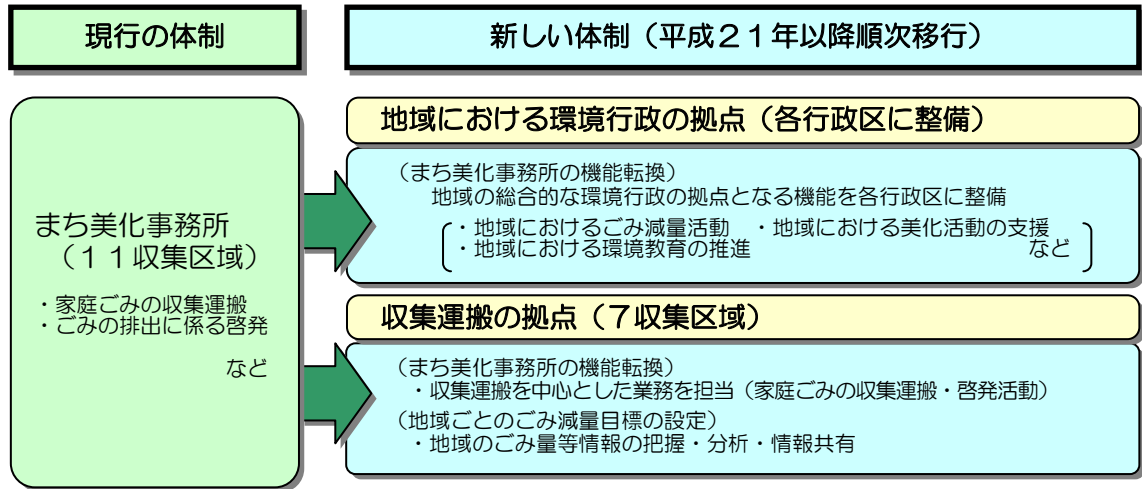 現行の体制
新しい体制（平成２１年以降順次移行）
まち美化事務所
（１１収集区域）
・家庭ごみの収集運搬
・ごみの排出に係る啓発
など
地域における環境行政の拠点（各行政区に整備）
（まち美化事務所の機能転換）
地域の総合的な環境行政の拠点となる機能を各行政区に整備
・地域におけるごみ減量活動　・地域における美化活動の支援
・地域における環境教育の推進　など
収集運搬の拠点（７収集区域）
（まち美化事務所の機能転換）
・収集運搬を中心とした業務を担当（家庭ごみの収集運搬・啓発活動）
（地域ごとのごみ減量目標の設定）
・地域のごみ量等情報の把握・分析・情報共有